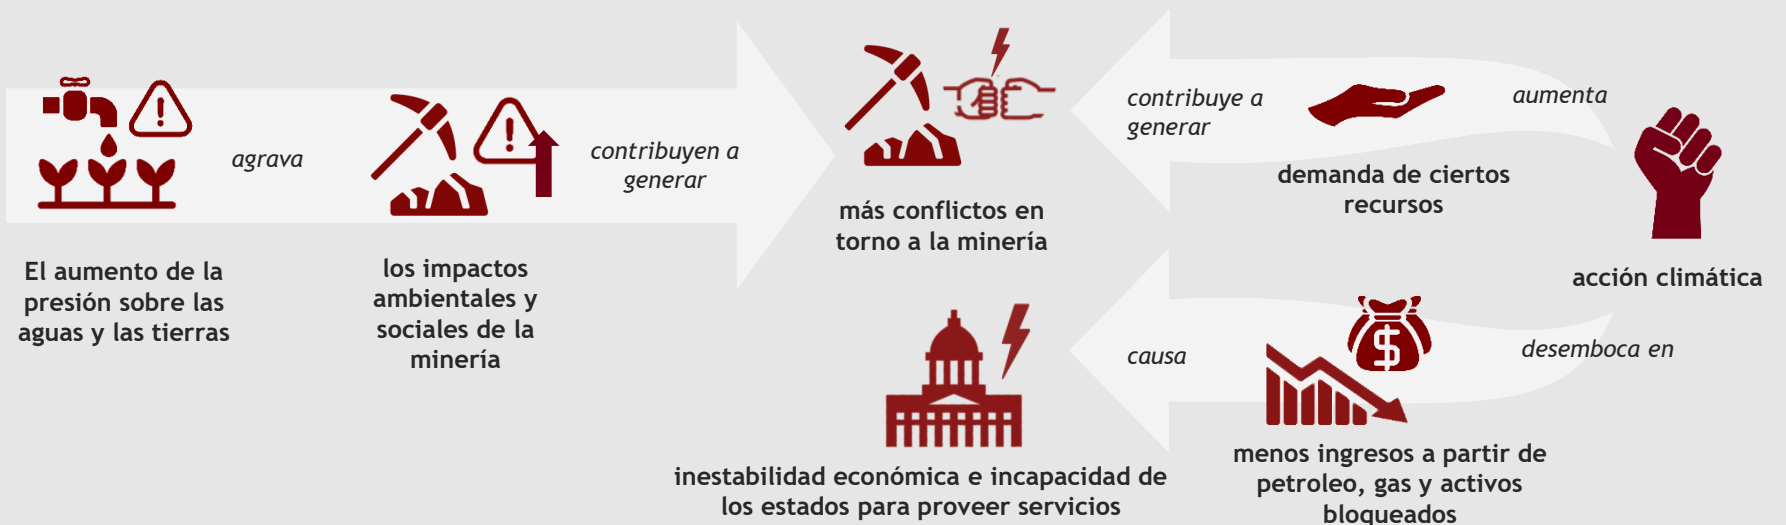 El aumento de la
presión sobre las
aguas y las tierras
agrava
los impactos
ambientales y
sociales de la
minería
contribuyen a
generar
más conflictos en
torno a la minería
contribuye a
generar
demanda de ciertos
recursos
aumenta
acción climática
desemboca en
menos ingresos a partir de
petroleo, gas y activos
bloqueados
causa
inestabilidad económica e incapacidad de
los estados para proveer servicios